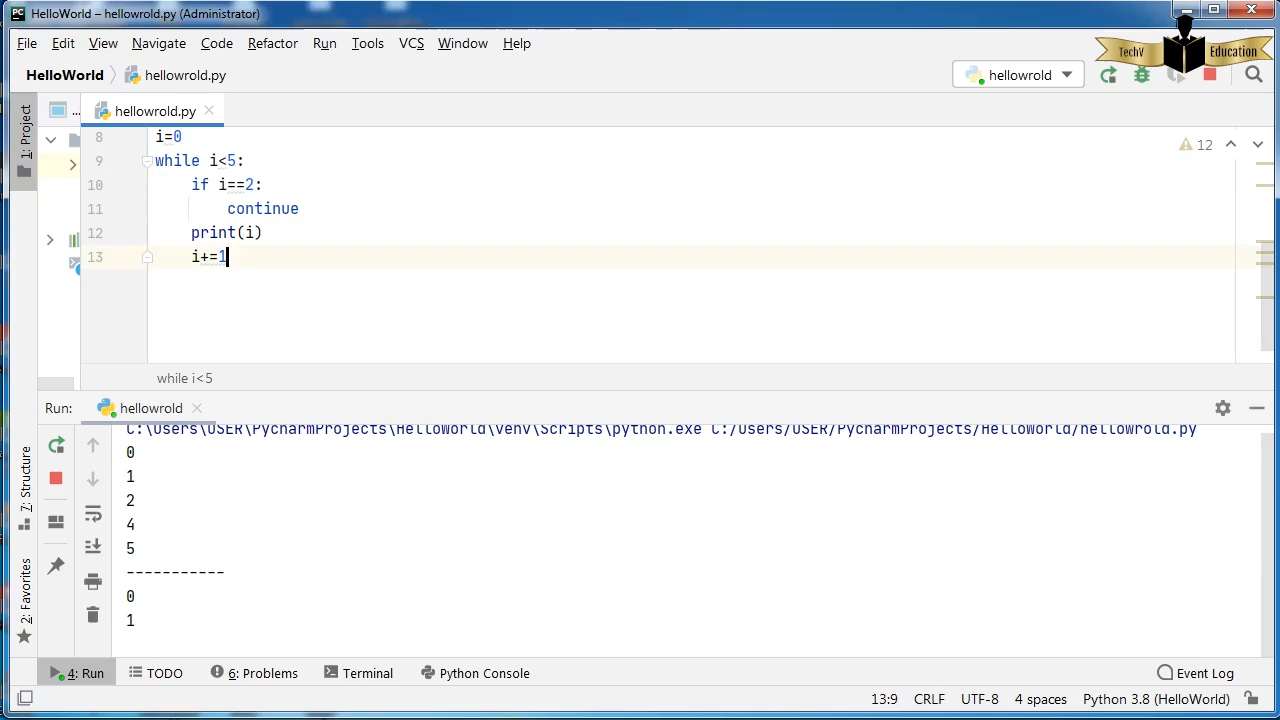 PC HelloWorld – hellowrold.py (Administrator)
File Edit View Navigate Code Refactor Run Tools VCS Window Help
TechV Education
HelloWorld hellowrold.py hellowrold
1: Project ... hellowrold.py
8 i=0
12
9 while i<5:
10 if i==2:
11 continue
12 print(i)
13 i+=1
while i<5
Run: hellowrold
C:\Users\USER\PycharmProjects\HelloWorld\venv\Scripts\python.exe C:/Users/USER/PycharmProjects/HelloWorld/hellowrold.py
0
1
2
4
5
-----------
0
1
7: Structure
2: Favorites
4: Run TODO 6: Problems Terminal Python Console Event Log
13:9 CRLF UTF-8 4 spaces Python 3.8 (HelloWorld)